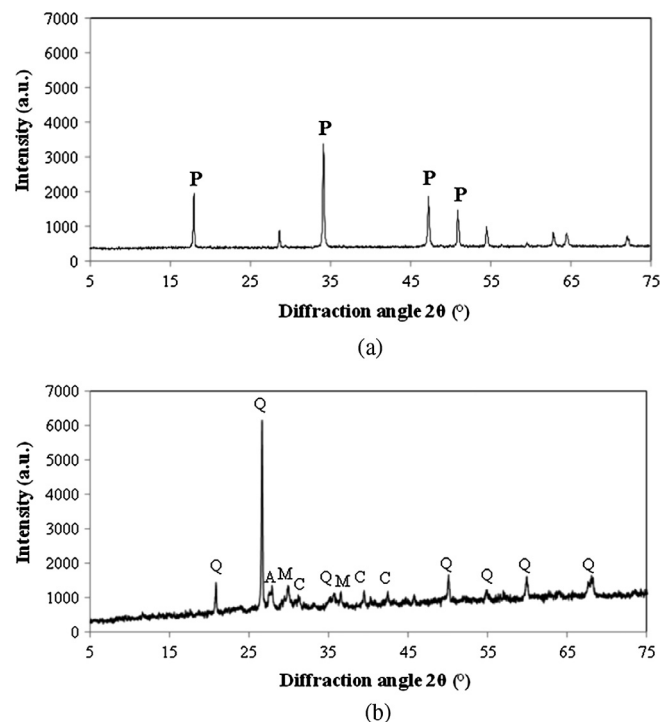 7000
6000
5000
4000
3000
2000
1000
0
Intensity (a.u.)
P
P
P
P
5 15 25 35 45 55 65 75
Diffraction angle 2θ (°)
(a)
7000
6000
5000
4000
3000
2000
1000
0
Intensity (a.u.)
Q
Q
A
M
C
Q
M
C
C
Q
Q
Q
Q
5 15 25 35 45 55 65 75
Diffraction angle 2θ (°)
(b)